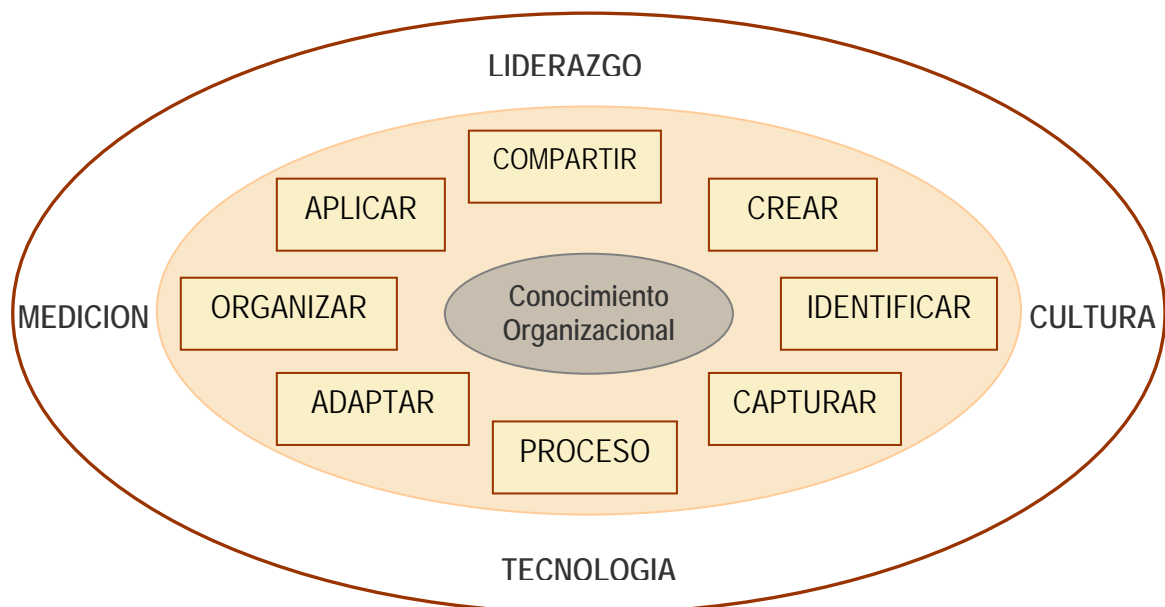 LIDERAZGO
COMPARTIR
APLICAR
CREAR
ORGANIZAR
Conocimiento
Organizacional
IDENTIFICAR
MEDICION
CULTURA
ADAPTAR
CAPTURAR
PROCESO
TECNOLOGIA